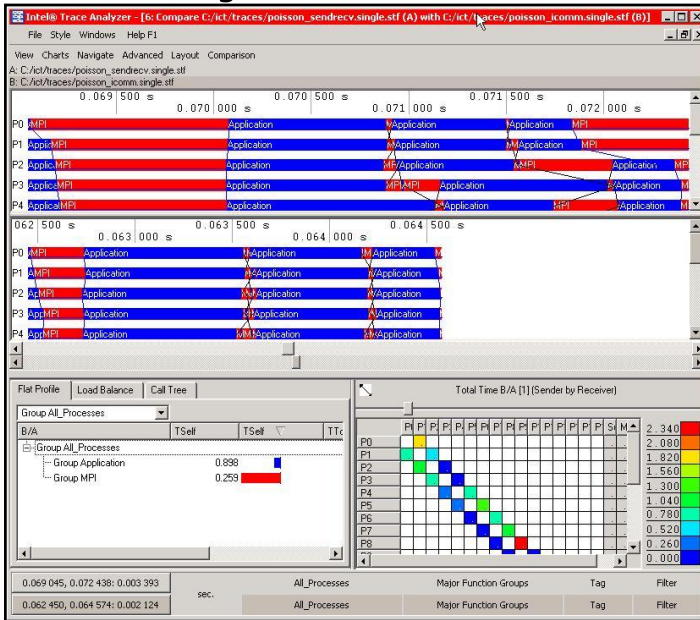 Intel® Trace Analyzer - [6: Compare C:/ict/traces/poisson_sendrecv.single.stf (A) with C:/ict/traces/poisson_icomm.single.stf (B)]
File Style Windows Help F1
View Charts Navigate Advanced Layout Comparison
A: C:/ict/traces/poisson_sendrecv.single.stf
B: C:/ict/traces/poisson_icomm.single.stf
0.069 500 s 0.070 500 s 0.071 500 s
0.070 000 s 0.071 000 s 0.072 000 s
P0 MPI Application Application Application MPI
P1 Applic MPI Application Application Application MPI
P2 Applic MPI Application Application MPI Application MP
P3 Applica MPI Application MPI MPI Application Application M
P4 Applical MPI Application Application MPI Application M
062 500 s 0.063 500 s 0.064 500 s
0.063 000 s 0.064 000 s
P0 MPI Application Application Application
P1 A MPI Application Application Application
P2 Ap MPI Application Application Application
P3 App MPI Application Application Application
P4 App MPI Application Application Application
Flat Profile Load Balance Call Tree
Total Time B/A [1] (Sender by Receiver)
Group All_Processes
B/A TSelf TSelf TTo
Group All_Processes
Group Application 0.898
Group MPI 0.259
P0
P1
P2
P3
P4
P5
P6
P7
P8
2.340
2.080
1.820
1.560
1.300
1.040
0.780
0.520
0.260
0.000
0.069 045, 0.072 438: 0.003 393 sec. All_Processes Major Function Groups Tag Filter
0.062 450, 0.064 574: 0.002 124 All_Processes Major Function Groups Tag Filter